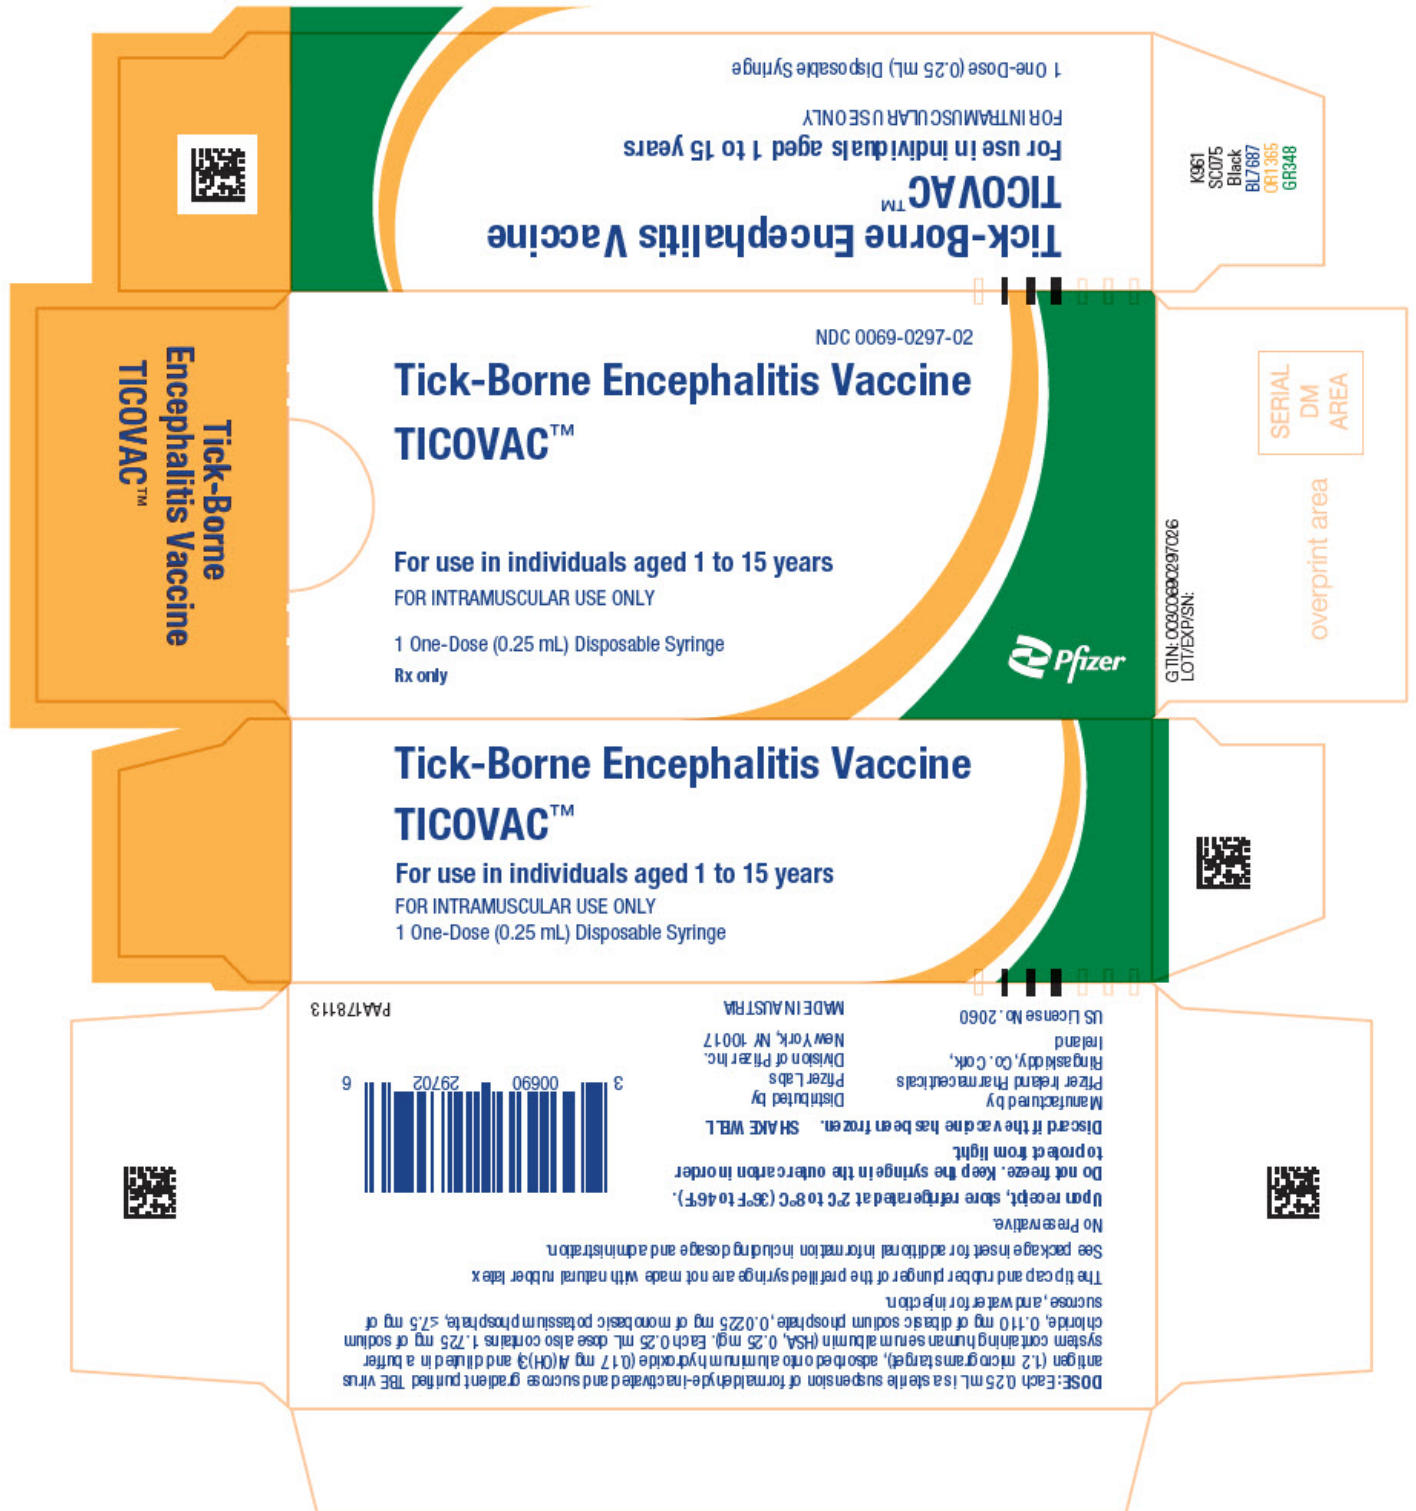 1 One-Dose (0.25 mL) Disposable Syringe
FOR INTRAMUSCULAR USE ONLY
For use in individuals aged 1 to 15 years
TICOVAC™
Tick-Borne Encephalitis Vaccine
K961
SC075
Black
BL7687
OR1365
GR348
Tick-Borne
Encephalitis Vaccine
TICOVAC™
NDC 0069-0297-02
Tick-Borne Encephalitis Vaccine
TICOVAC™
For use in individuals aged 1 to 15 years
FOR INTRAMUSCULAR USE ONLY
1 One-Dose (0.25 mL) Disposable Syringe
Rx only
Pfizer
GTIN: 00300690297026
LOT/EXP/SN:
SERIAL
DM
AREA
overprint area
Tick-Borne Encephalitis Vaccine
TICOVAC™
For use in individuals aged 1 to 15 years
FOR INTRAMUSCULAR USE ONLY
1 One-Dose (0.25 mL) Disposable Syringe
DOSE: Each 0.25 mL is a sterile suspension of formaldehyde-inactivated and sucrose gradient purified TBE virus
antigen (1.2 micrograms target), adsorbed onto aluminum hydroxide (0.17 mg Al(OH)3) and diluted in a buffer
system containing human serum albumin (HSA, 0.25 mg). Each 0.25 mL dose also contains 1.725 mg of sodium
chloride, 0.110 mg of dibasic sodium phosphate, 0.0225 mg of monobasic potassium phosphate, ≤7.5 mg of
sucrose, and water for injection.
The tip cap and rubber plunger of the prefilled syringe are not made with natural rubber latex
See package insert for additional information including dosage and administration.
No Preservative.
Upon receipt, store refrigerated at 2°C to 8°C (36°F to 46°F).
Do not freeze. Keep the syringe in the outer carton in order
to protect from light.
Discard if the vaccine has been frozen. SHAKE WELL
Manufactured by
Pfizer Ireland Pharmaceuticals
Ringaskiddy, Co. Cork,
Ireland
US License No. 2060
Distributed by
Pfizer Labs
Division of Pfizer Inc.
New York, NY 10017
MADE IN AUSTRIA
3 00690 29702 6
PAA178113